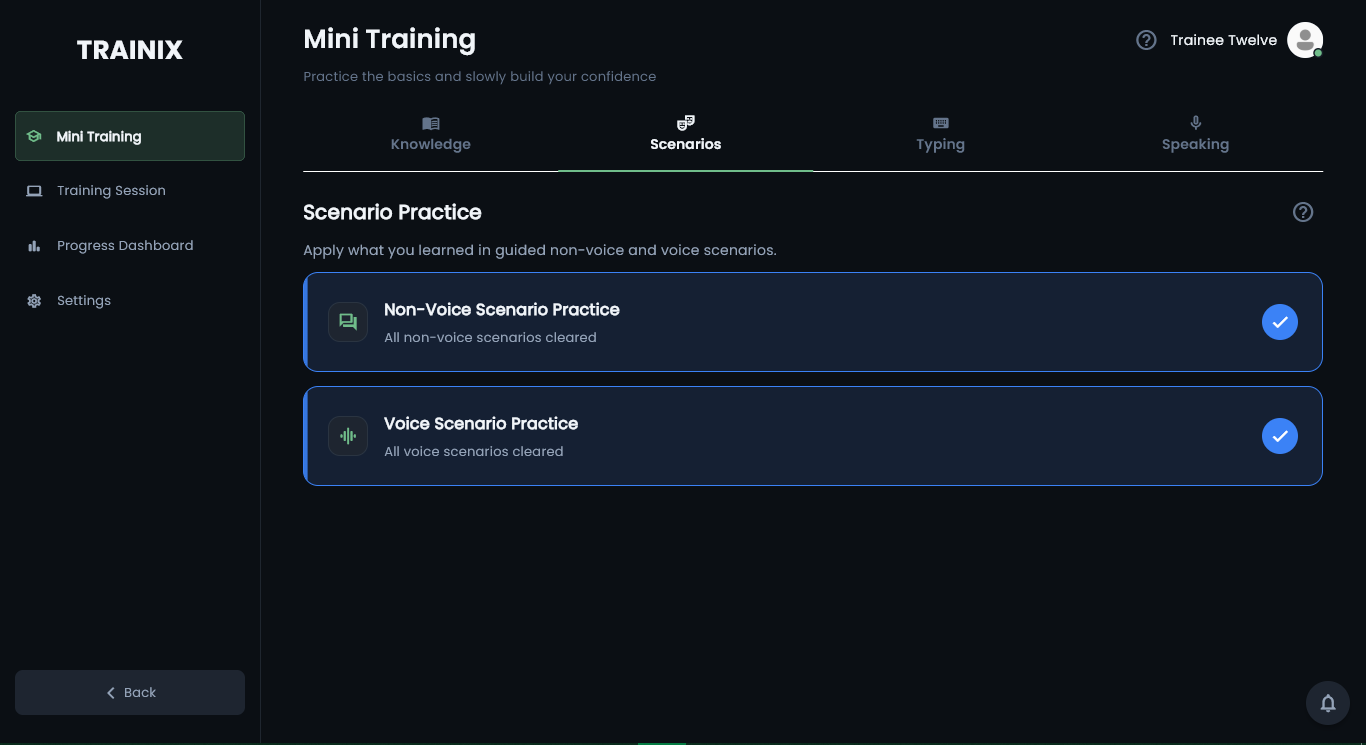 TRAINIX
Mini Training
Training Session
Progress Dashboard
Settings
Back
Mini Training
Practice the basics and slowly build your confidence
Trainee Twelve
Knowledge
Scenarios
Typing
Speaking
Scenario Practice
Apply what you learned in guided non-voice and voice scenarios.
Non-Voice Scenario Practice
All non-voice scenarios cleared
Voice Scenario Practice
All voice scenarios cleared